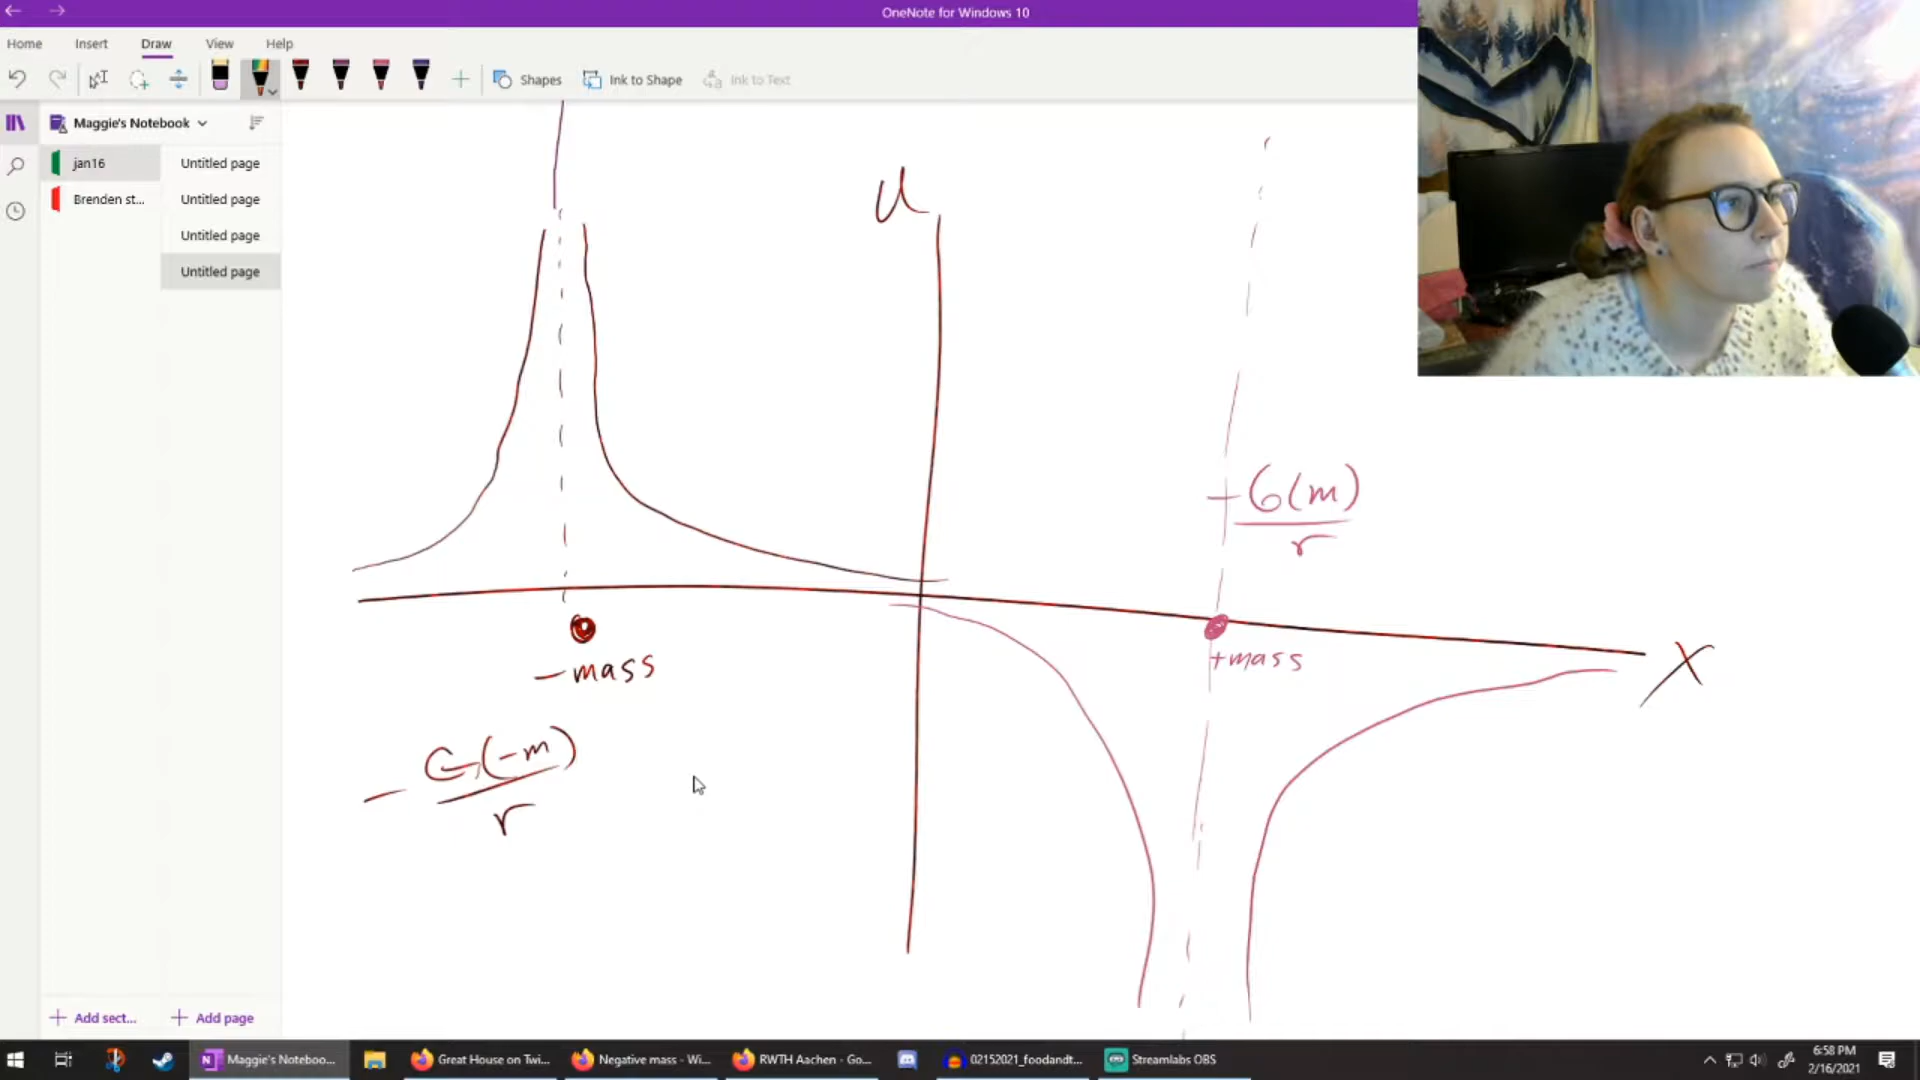 OneNote for Windows 10
Home Insert Draw View Help
Shapes Ink to Shape Ink to Text
Maggie's Notebook
jan16
Brenden st...
Untitled page
Untitled page
Untitled page
Untitled page
U
-G(m)
r
+mass
X
-mass
-G(-m)
r
Add sect...
Add page
Maggie's Noteboo...
Great House on Twi...
Negative mass - Wi...
RWTH Aachen - Go...
02152021_foodandt...
Streamlabs OBS
6:58 PM
2/16/2021